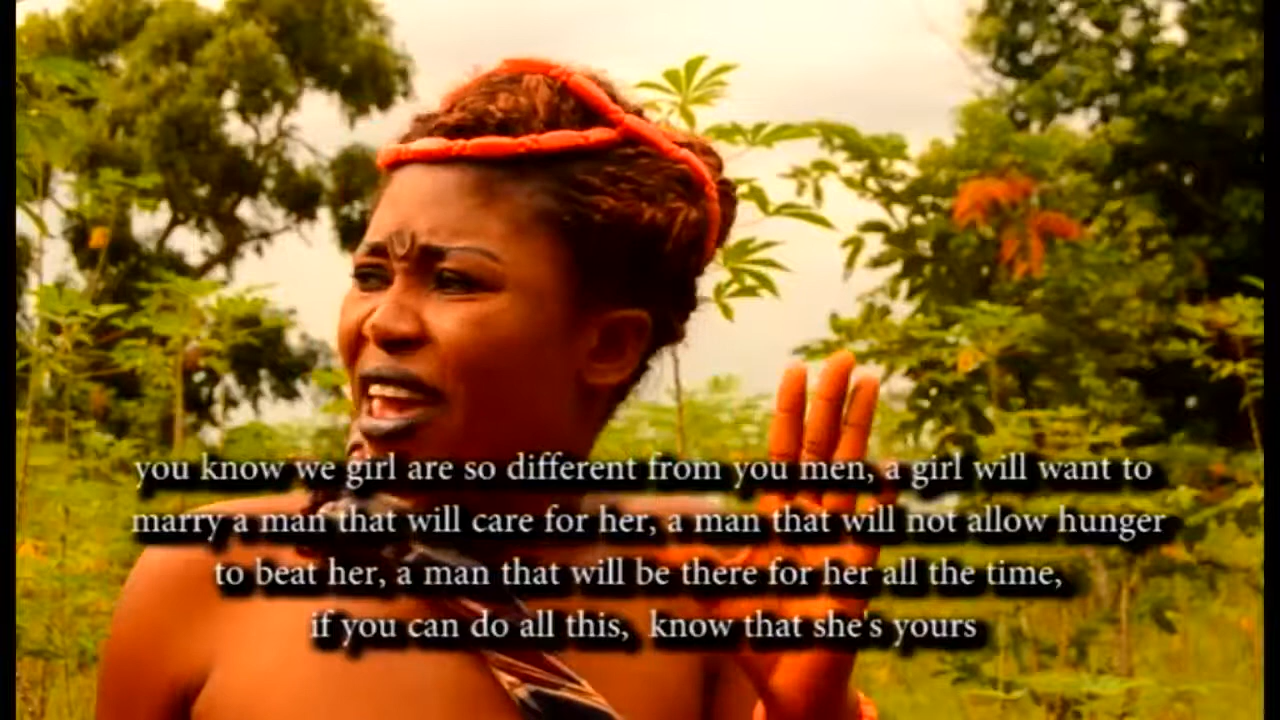 you know we girl are so different from you men, a girl will want to
marry a man that will care for her, a man that will not allow hunger
to beat her, a man that will be there for her all the time,
if you can do all this, know that she's yours